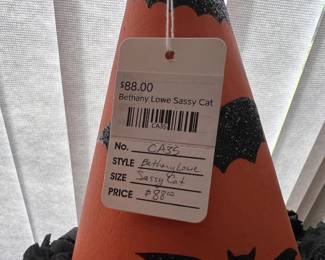 $88.00
Bethany Lowe Sassy Cat
CA35
No. CA35
STYLE Bethany Lowe
SIZE Sassy Cat
PRICE $88.00